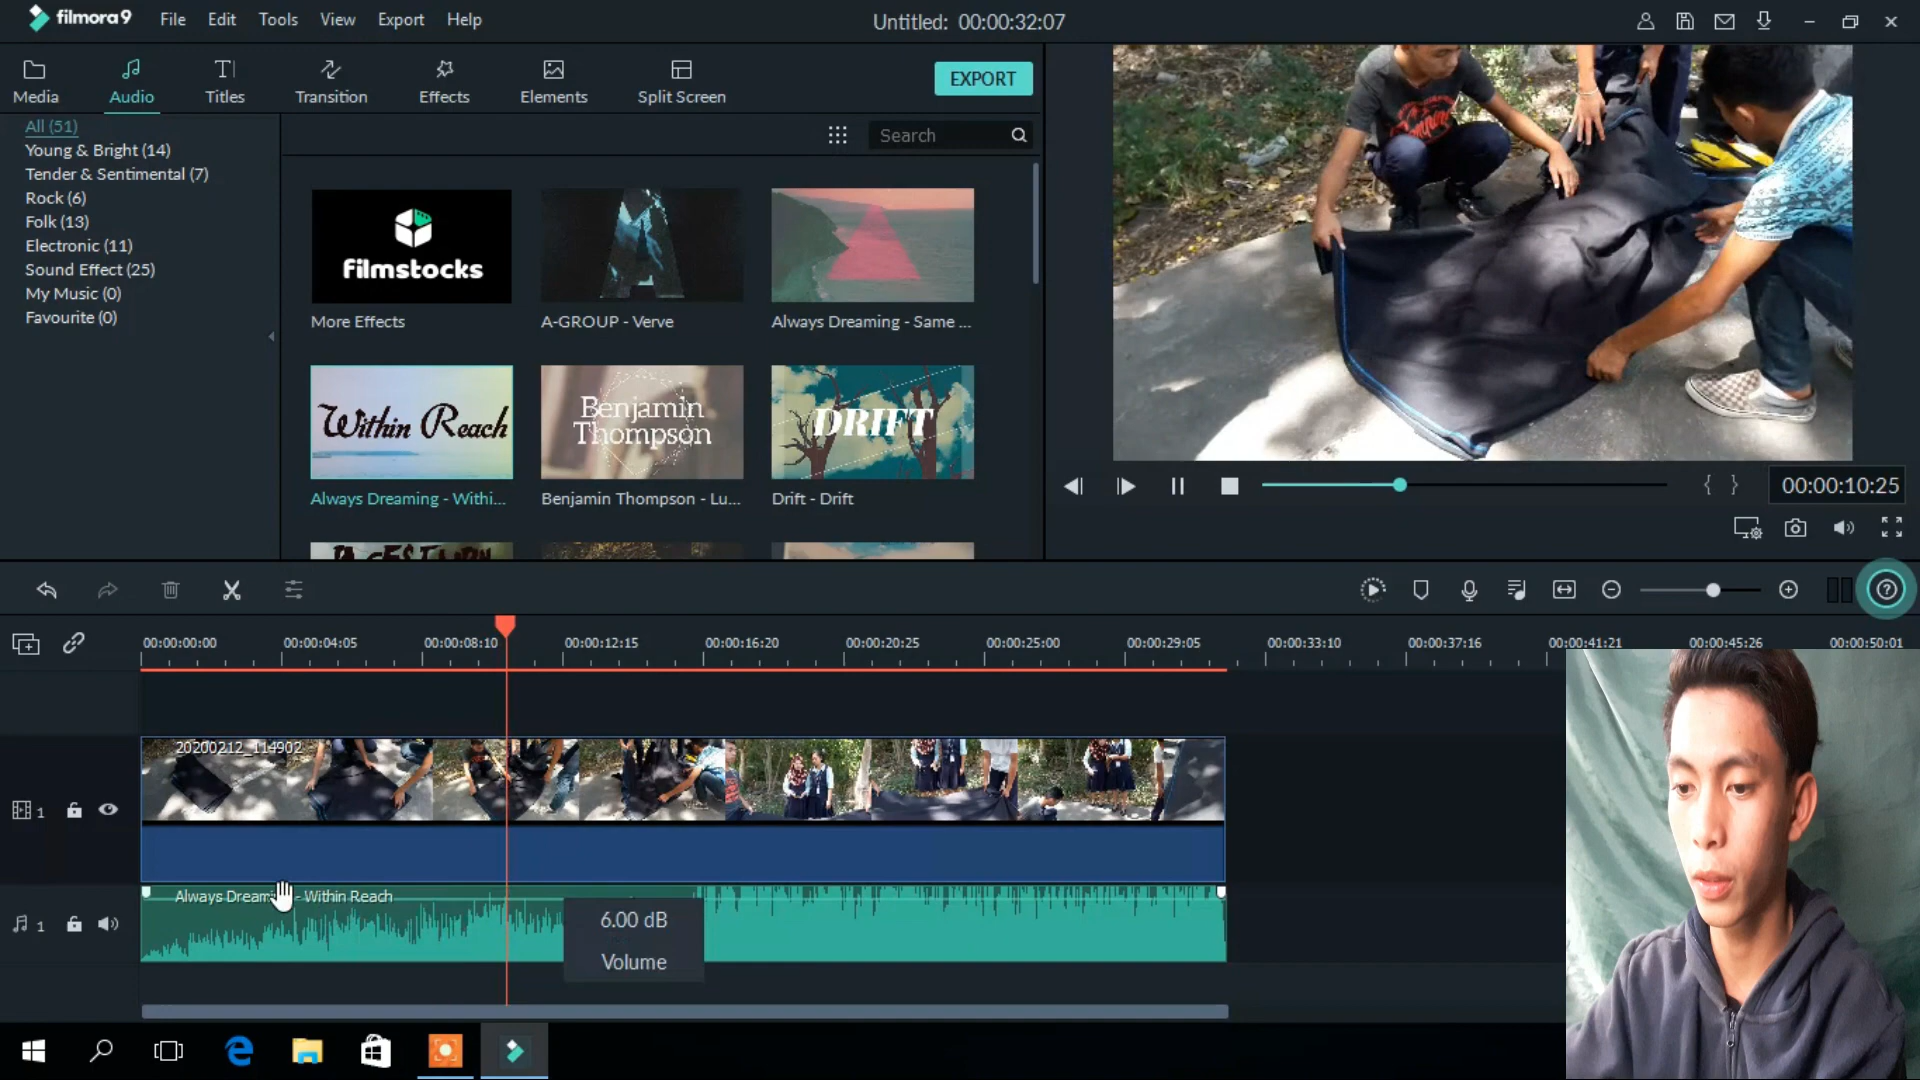 filmora9 File Edit Tools View Export Help Untitled: 00:00:32:07
Media Audio Titles Transition Effects Elements Split Screen EXPORT
All (51)
Young & Bright (14)
Tender & Sentimental (7)
Rock (6)
Folk (13)
Electronic (11)
Sound Effect (25)
My Music (0)
Favourite (0)
Search
filmstocks
More Effects A-GROUP - Verve Always Dreaming - Same ...
Within Reach
Benjamin
Thompson
DRIFT
Always Dreaming - Withi... Benjamin Thompson - Lu... Drift - Drift
00:00:10:25
00:00:00:00 00:00:04:05 00:00:08:10 00:00:12:15 00:00:16:20 00:00:20:25 00:00:25:00 00:00:29:05 00:00:33:10 00:00:37:16 00:00:41:21 00:00:45:26 00:00:50:01
20200212_114902
1
Always Dreami - Within Reach
1
6.00 dB
Volume